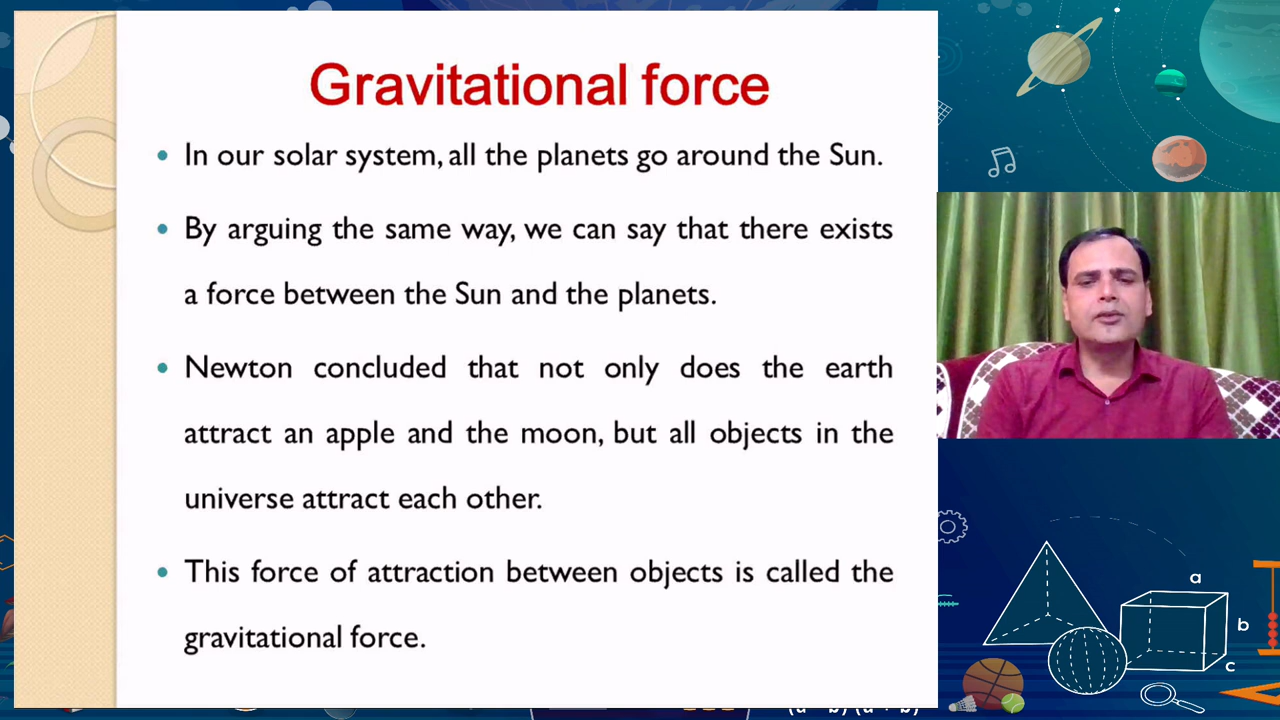 Gravitational force
• In our solar system, all the planets go around the Sun.
• By arguing the same way, we can say that there exists
a force between the Sun and the planets.
• Newton concluded that not only does the earth
attract an apple and the moon, but all objects in the
universe attract each other.
• This force of attraction between objects is called the
gravitational force.
a
b
c